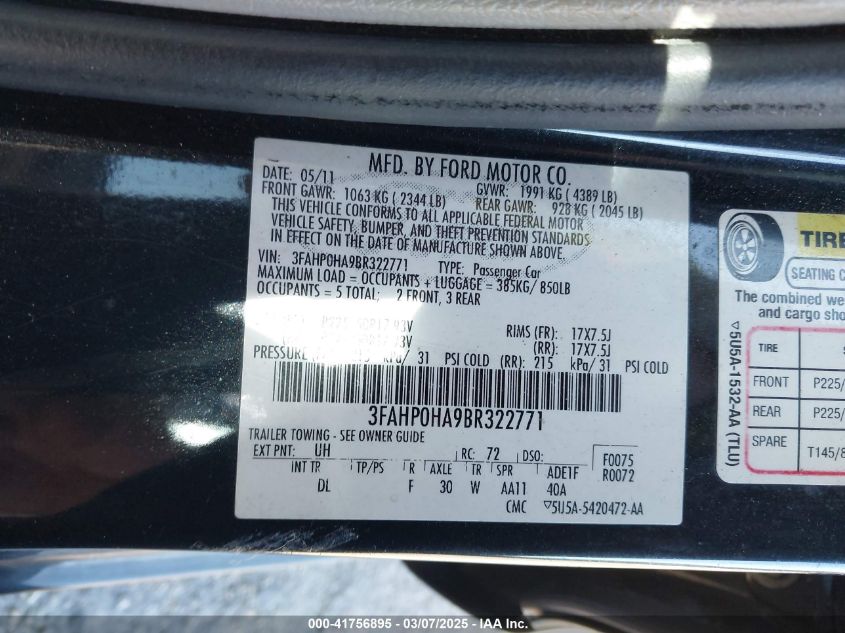 MFD. BY FORD MOTOR CO.
DATE: 05/11 GVWR: 1991 KG ( 4389 LB)
FRONT GAWR: 1063 KG ( 2344 LB) REAR GAWR: 928 KG ( 2045 LB)
THIS VEHICLE CONFORMS TO ALL APPLICABLE FEDERAL MOTOR
VEHICLE SAFETY, BUMPER, AND THEFT PREVENTION STANDARDS
IN EFFECT ON THE DATE OF MANUFACTURE SHOWN ABOVE.
VIN: 3FAHP0HA9BR322771 TYPE: Passenger Car
MAXIMUM LOAD = OCCUPANTS + LUGGAGE = 385KG/ 850LB
OCCUPANTS = 5 TOTAL: 2 FRONT, 3 REAR
RIMS (FR): 17X7.5J
(RR): 17X7.5J
PRESSURE kPa/ 31 PSI COLD (RR): 215 kPa/ 31 PSI COLD
3FAHP0HA9BR322771
TRAILER TOWING - SEE OWNER GUIDE
EXT PNT: UH RC: 72 DSO: F0075
INT TR TP/PS R AXLE TR SPR ADE1F R0072
DL F 30 W AA11 40A
CMC ▽5U5A-5420472-AA
▽5U5A-1532-AA (TLU)
TIRE
SEATING
The combined
and cargo
TIRE
FRONT P225/
REAR P225/
SPARE T145/8
000-41756895 - 03/07/2025 - IAA Inc.